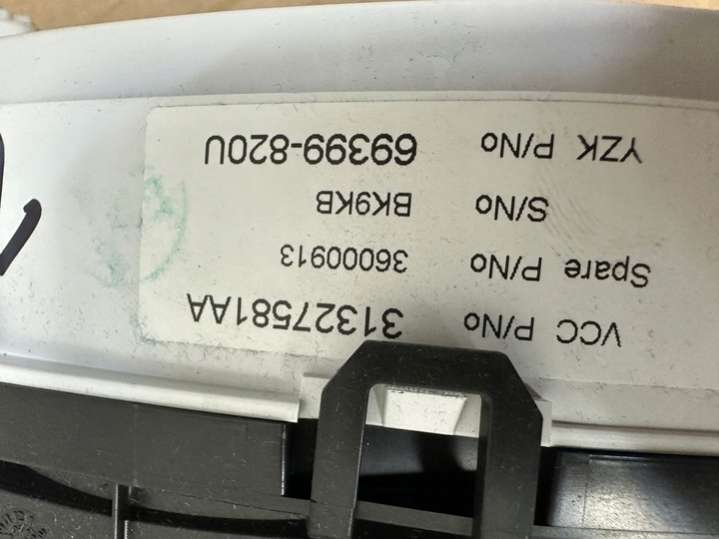 VCC P/No 31327581AA
Spare P/No 36000913
S/No BK9KB
YZK P/No 69399-820U